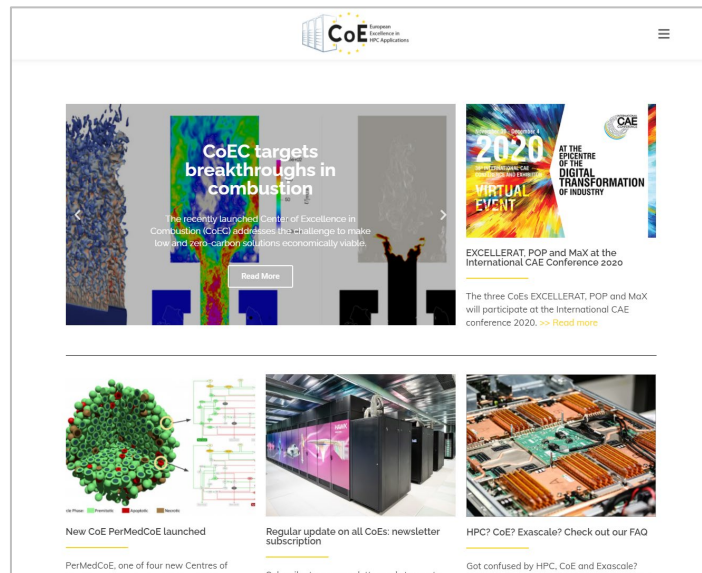 CoE
European
Excellence in
HPC Applications
CoEC targets
breakthroughs in
combustion
The recently launched Center of Excellence in
Combustion (CoEC) addresses the challenge to make
low and zero-carbon solutions economically viable.
Read More
2020
VIRTUAL
EVENT
CAE
AT THE
EPICENTRE
OF THE
DIGITAL
TRANSFORMATION
OF INDUSTRY
EXCELLERAT, POP and MaX at the
International CAE Conference 2020
The three CoEs EXCELLERAT, POP and MaX
will participate at the International CAE
conference 2020. >> Read more
New CoE PerMedCoE launched
PerMedCoE, one of four new Centres of
HAWK
Regular update on all CoEs: newsletter
subscription
HPC? CoE? Exascale? Check out our FAQ
Got confused by HPC, CoE and Exascale?